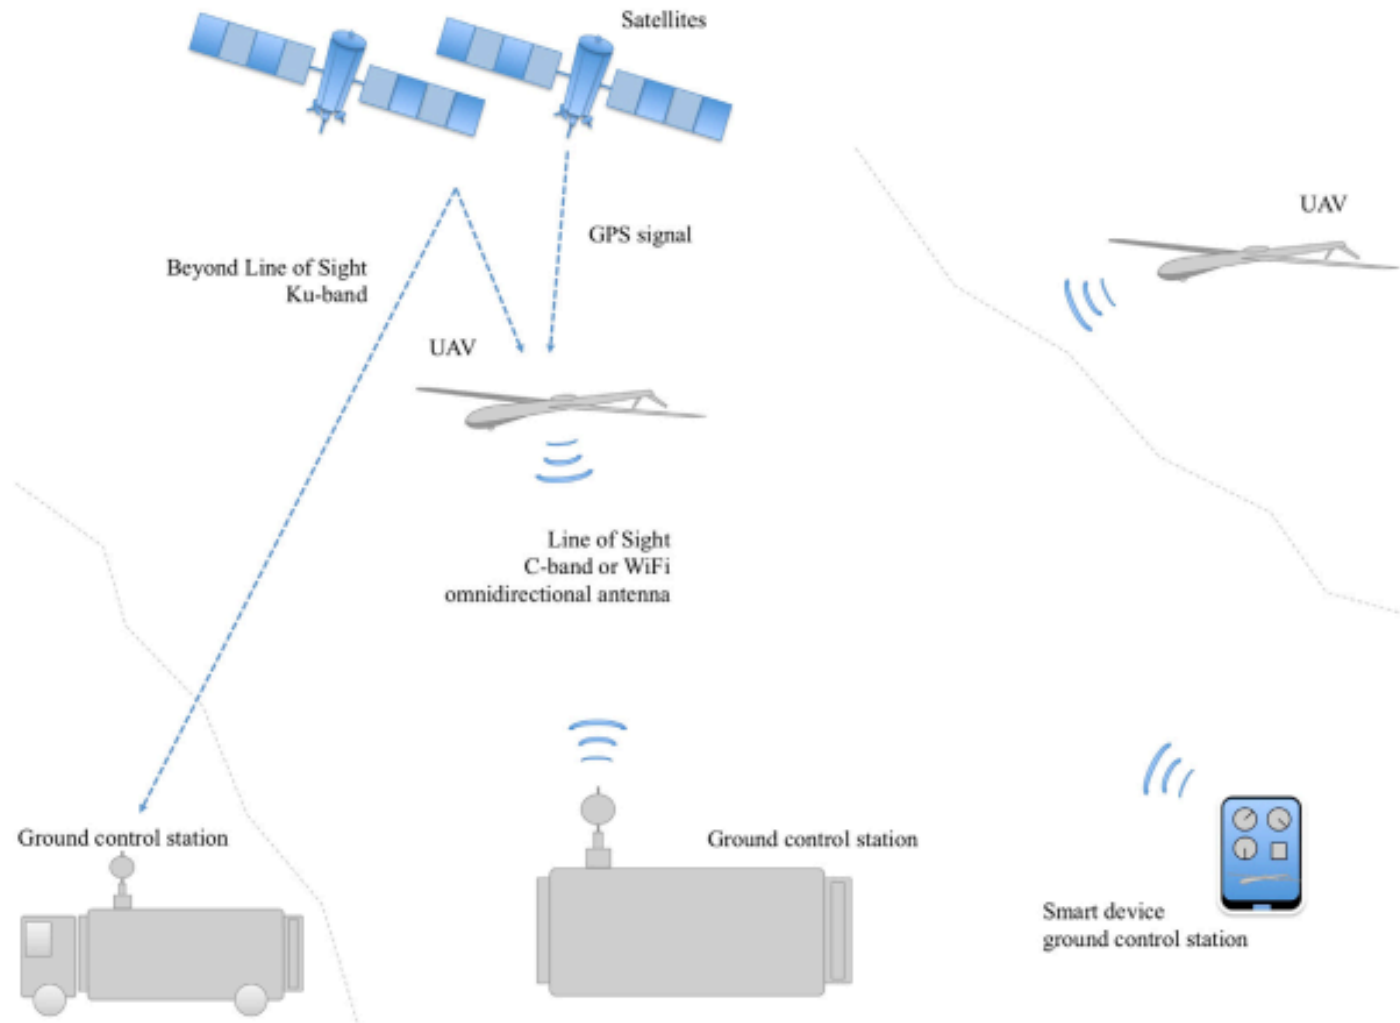 Satellites
UAV
GPS signal
Beyond Line of Sight
Ku-band
UAV
Line of Sight
C-band or WiFi
omnidirectional antenna
Ground control station
Ground control station
Smart device
ground control station